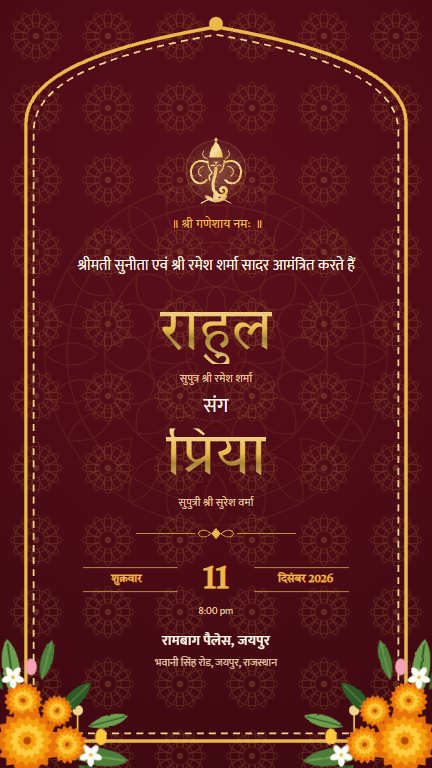 ॥ श्री गणेशाय नमः ॥
श्रीमती सुनीता एवं श्री रमेश शर्मा सादर आमंत्रित करते हैं
राहुल
सुपुत्र श्री रमेश शर्मा
संग
प्रिया
सुपुत्री श्री सुरेश वर्मा
शुक्रवार 11 दिसंबर 2026
8:00 pm
रामबाग पैलेस, जयपुर
भवानी सिंह रोड, जयपुर, राजस्थान